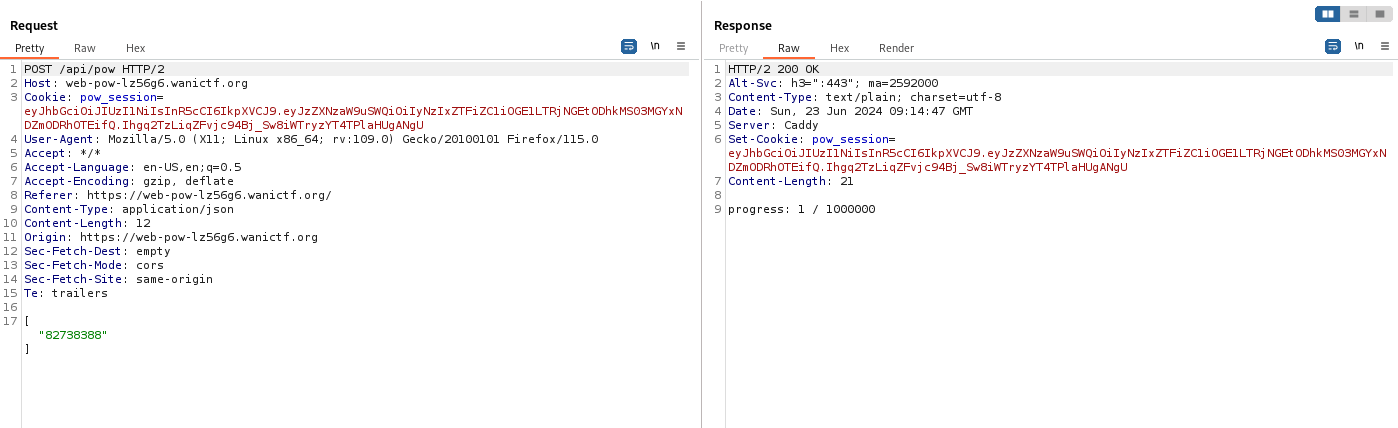 Request
Pretty Raw Hex
\n
1 POST /api/pow HTTP/2
2 Host: web-pow-lz56g6.wanictf.org
3 Cookie: pow_session=
eyJhbGciOiJIUzI1NiIsInR5cCI6IkpXVCJ9.eyJzZXNzaW9uSWQiOiIyNzIxZTFiZC1iOGE1LTRjNGEtODhkMS03MGYxN
DZmODRhOTEifQ.Ihgq2TzLiqZFvjc94Bj_Sw8iWTryzYT4TPlaHUgANgU
4 User-Agent: Mozilla/5.0 (X11; Linux x86_64; rv:109.0) Gecko/20100101 Firefox/115.0
5 Accept: */*
6 Accept-Language: en-US,en;q=0.5
7 Accept-Encoding: gzip, deflate
8 Referer: https://web-pow-lz56g6.wanictf.org/
9 Content-Type: application/json
10 Content-Length: 12
11 Origin: https://web-pow-lz56g6.wanictf.org
12 Sec-Fetch-Dest: empty
13 Sec-Fetch-Mode: cors
14 Sec-Fetch-Site: same-origin
15 Te: trailers
16
17 [
"82738388"
]
Response
Pretty Raw Hex Render
\n
1 HTTP/2 200 OK
2 Alt-Svc: h3=":443"; ma=2592000
3 Content-Type: text/plain; charset=utf-8
4 Date: Sun, 23 Jun 2024 09:14:47 GMT
5 Server: Caddy
6 Set-Cookie: pow_session=
eyJhbGciOiJIUzI1NiIsInR5cCI6IkpXVCJ9.eyJzZXNzaW9uSWQiOiIyNzIxZTFiZC1iOGE1LTRjNGEtODhkMS03MGYxN
DZmODRhOTEifQ.Ihgq2TzLiqZFvjc94Bj_Sw8iWTryzYT4TPlaHUgANgU
7 Content-Length: 21
8
9 progress: 1 / 1000000